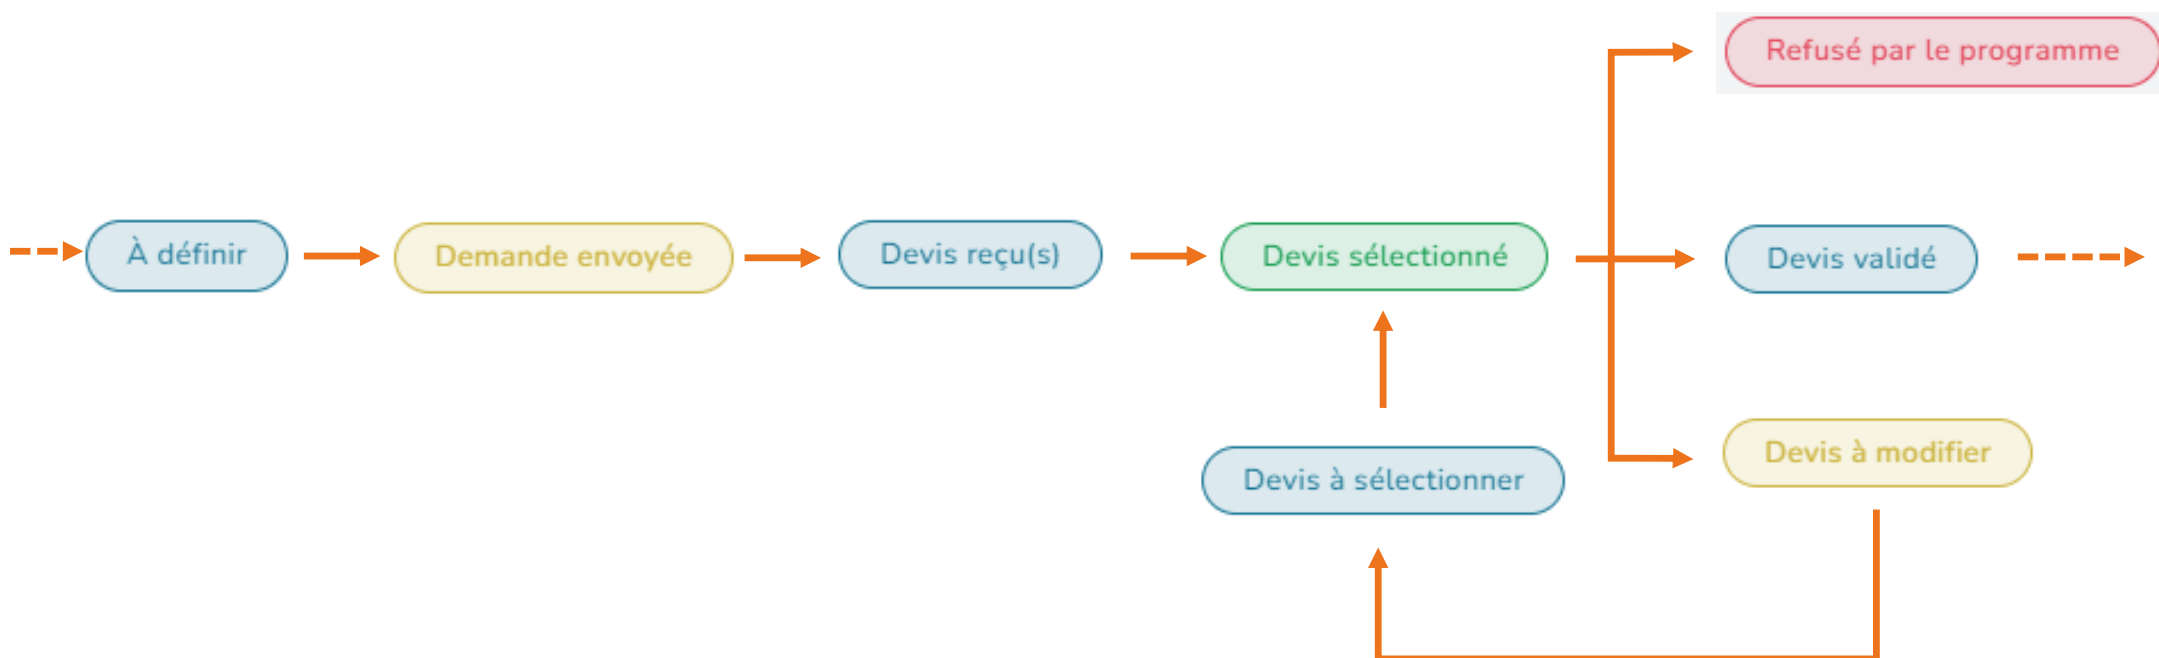 Refusé par le programme
À définir
Demande envoyée
Devis reçu(s)
Devis sélectionné
Devis validé
Devis à sélectionner
Devis à modifier